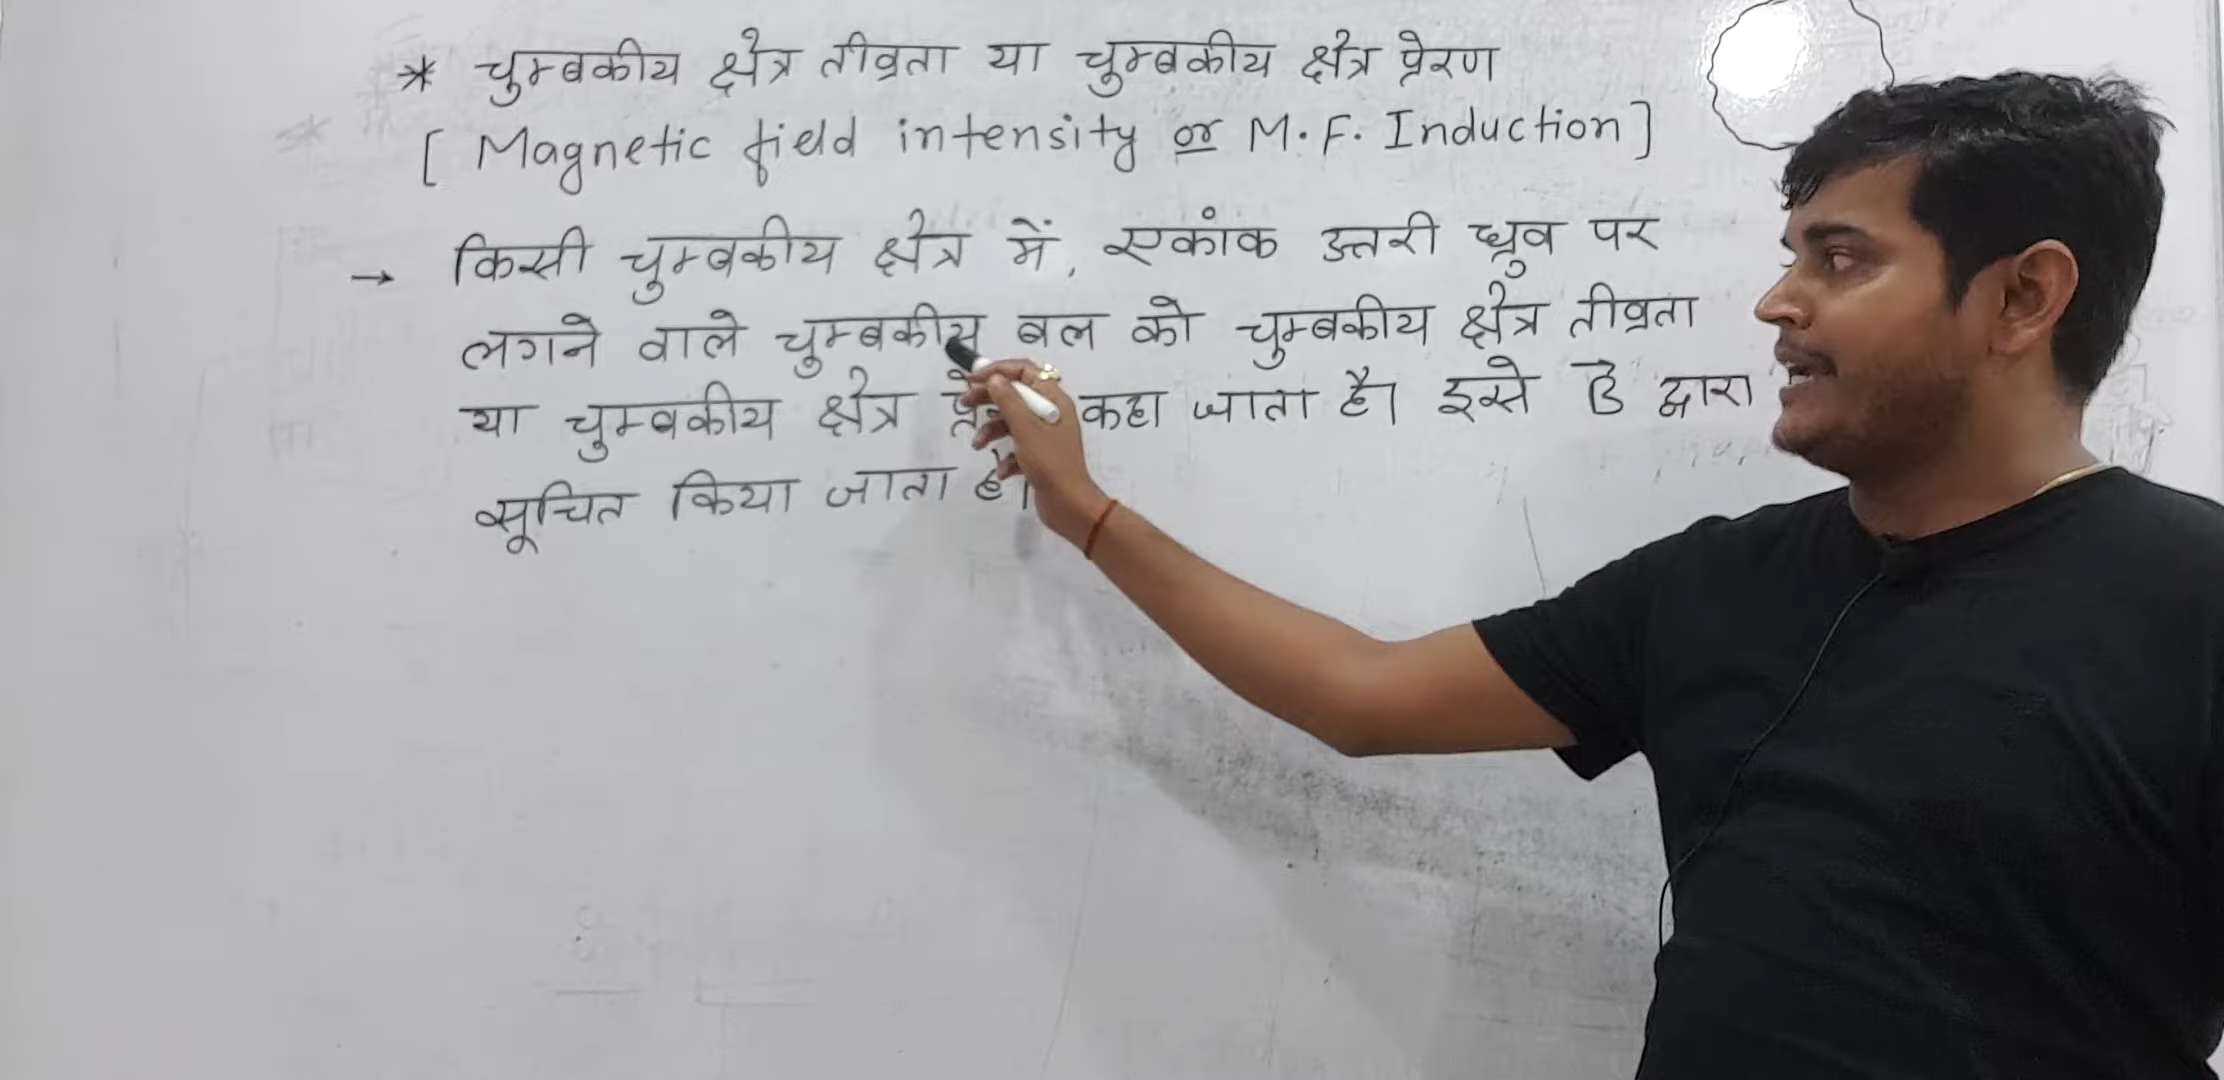 * चुम्बकीय क्षेत्र तीव्रता या चुम्बकीय क्षेत्र प्रेरण
[ Magnetic field intensity or M.F. Induction ]
→ किसी चुम्बकीय क्षेत्र में, एकांक उत्तरी ध्रुव पर
लगने वाले चुम्बकीय बल को चुम्बकीय क्षेत्र तीव्रता
या चुम्बकीय क्षेत्र कहा जाता है। इसे B⃗ द्वारा
सूचित किया जाता है।